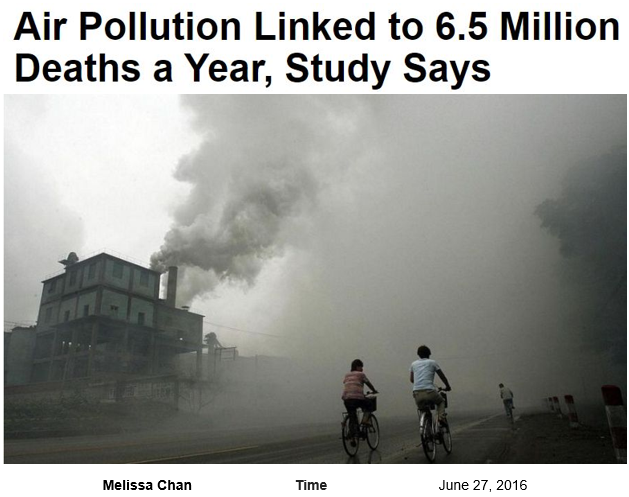 Air Pollution Linked to 6.5 Million
Deaths a Year, Study Says
Melissa Chan Time June 27, 2016